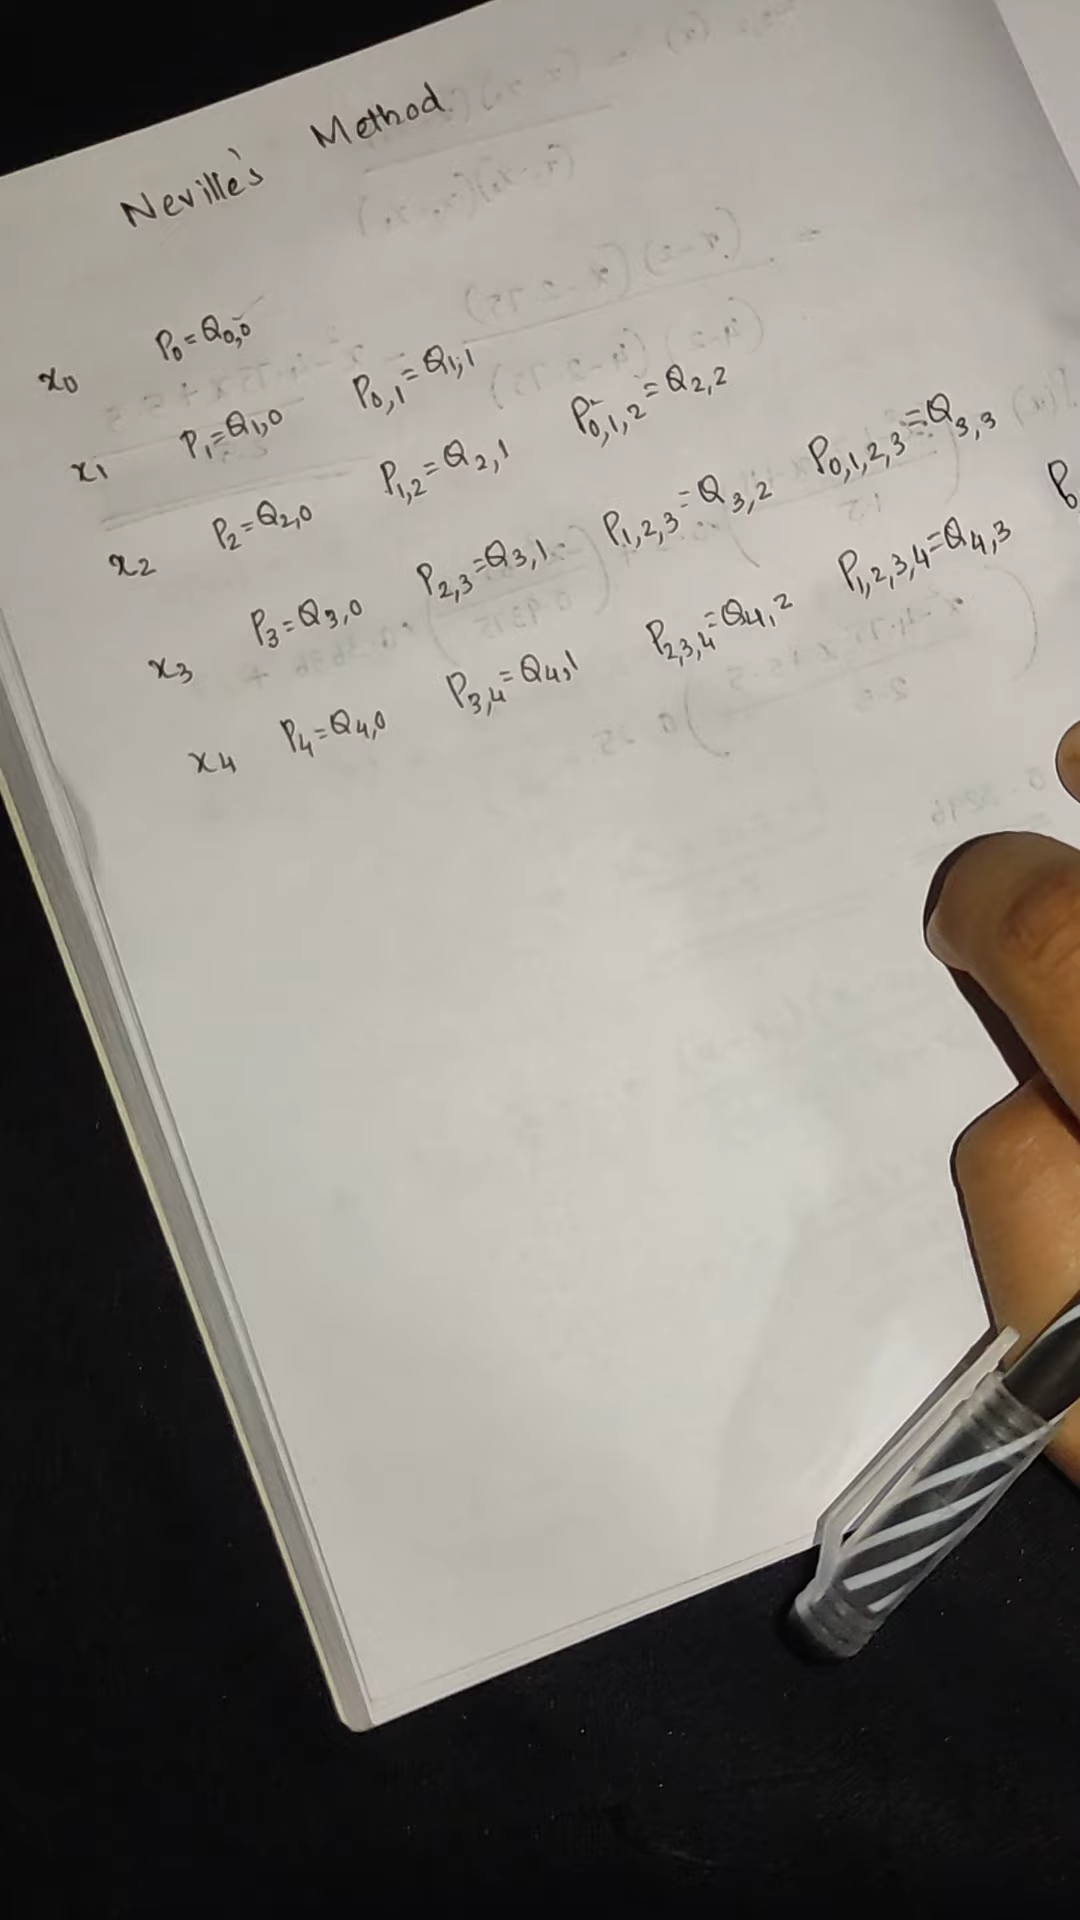 Neville's Method
x0 P0=Q0,0
x1 P1=Q1,0 P0,1=Q1,1
x2 P2=Q2,0 P1,2=Q2,1 P0,1,2=Q2,2
x3 P3=Q3,0 P2,3=Q3,1 P1,2,3=Q3,2 P0,1,2,3=Q3,3
x4 P4=Q4,0 P3,4=Q4,1 P2,3,4=Q4,2 P1,2,3,4=Q4,3 P